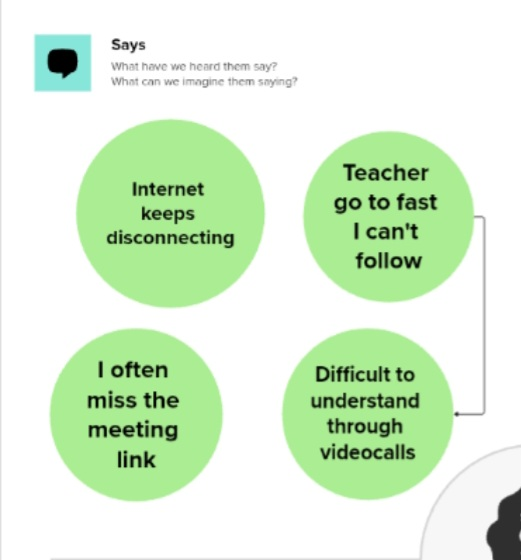 Says
What have we heard them say?
What can we imagine them saying?
Internet
keeps
disconnecting
Teacher
go to fast
I can't
follow
I often
miss the
meeting
link
Difficult to
understand
through
videocalls